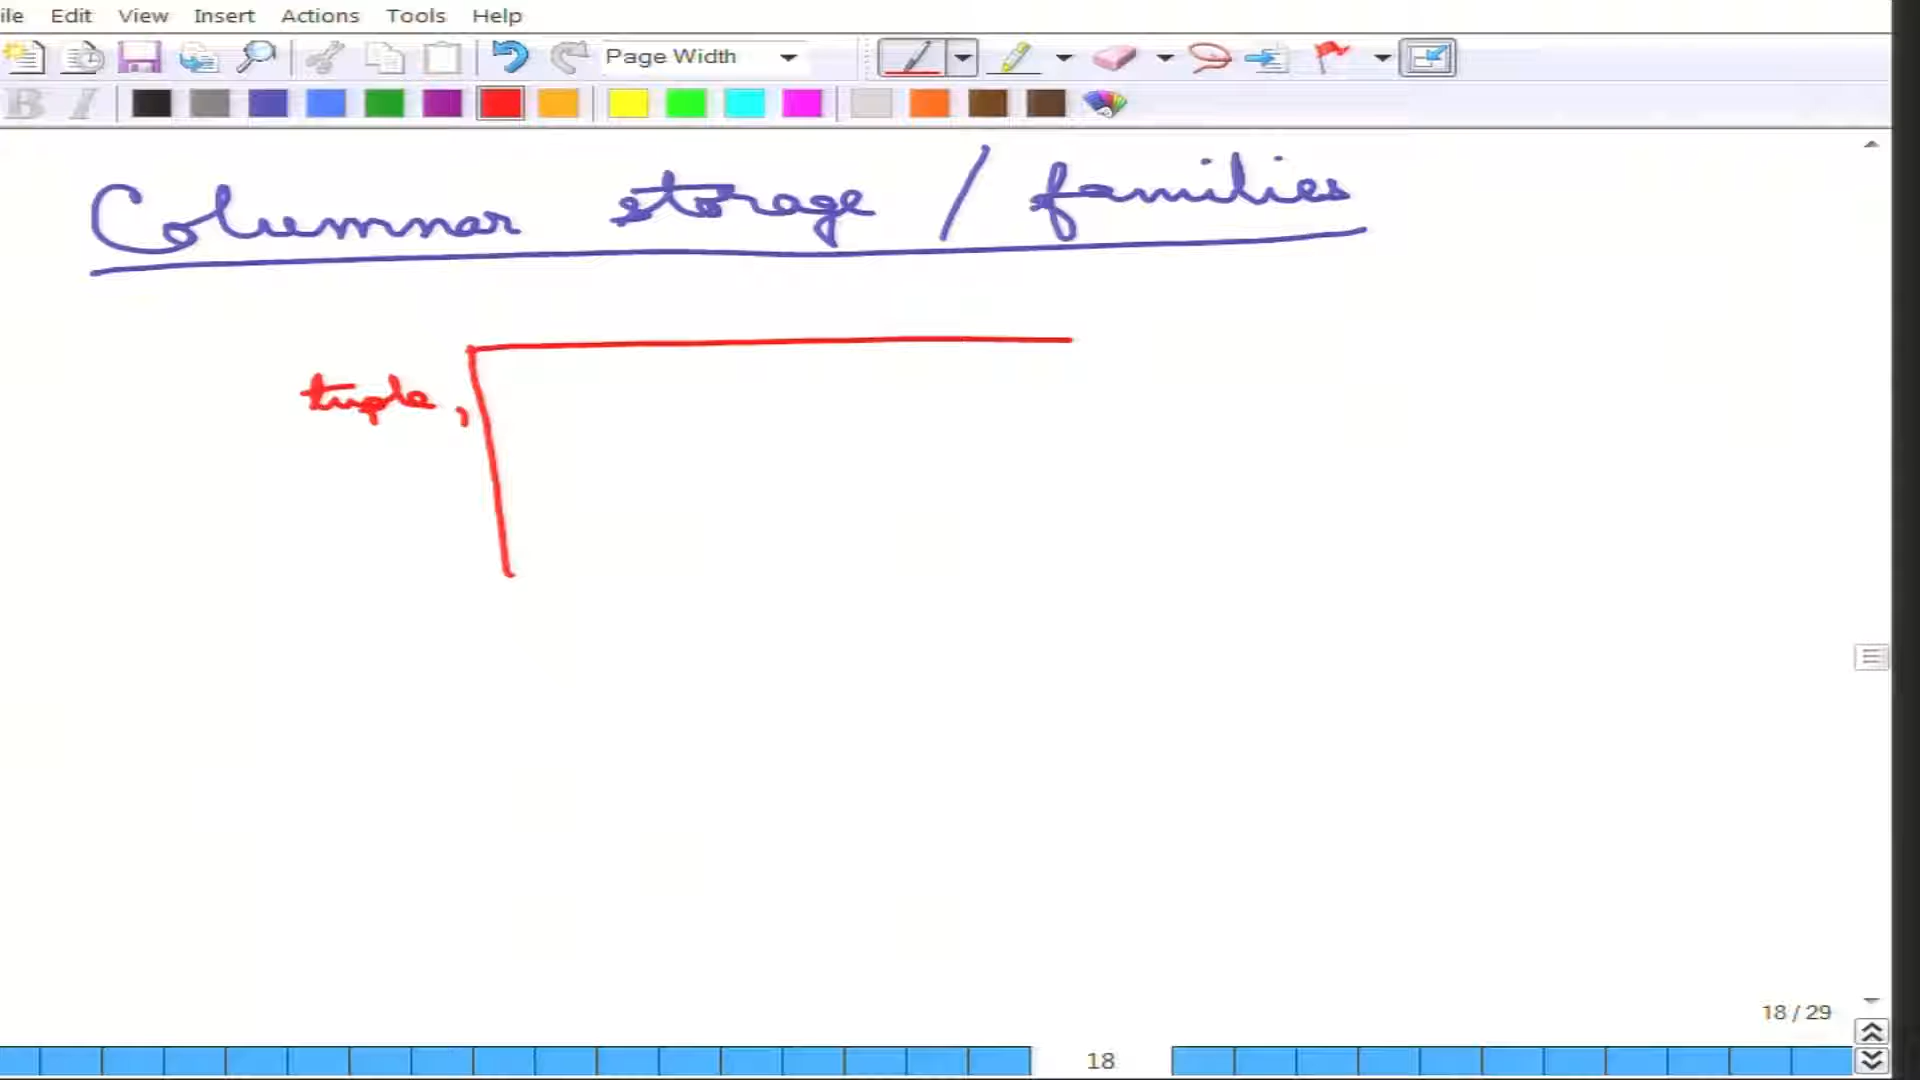 ile Edit View Insert Actions Tools Help
Page Width
B I
Columnar storage / families
tuple,
18 / 29
18